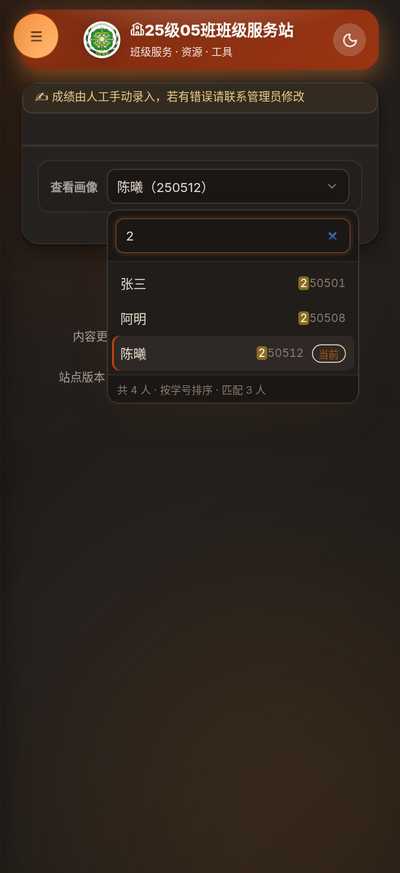 25级05班班级服务站
班级服务 · 资源 · 工具
✍️ 成绩由人工手动录入，若有错误请联系管理员修改
查看画像 陈曦（250512）
2
张三 250501
阿明 250508
陈曦 250512 当前
共 4 人 · 按学号排序 · 匹配 3 人
内容更
站点版本